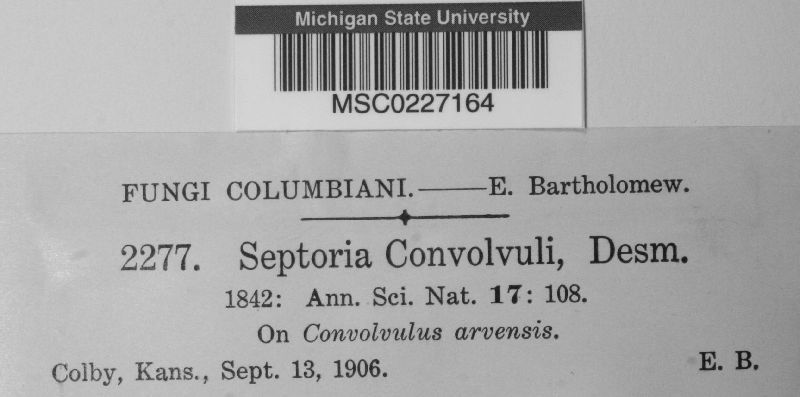 Michigan State University
MSC0227164
FUNGI COLUMBIANI.——E. Bartholomew.
2277. Septoria Convolvuli, Desm.
1842: Ann. Sci. Nat. 17: 108.
On Convolvulus arvensis.
Colby, Kans., Sept. 13, 1906. E. B.